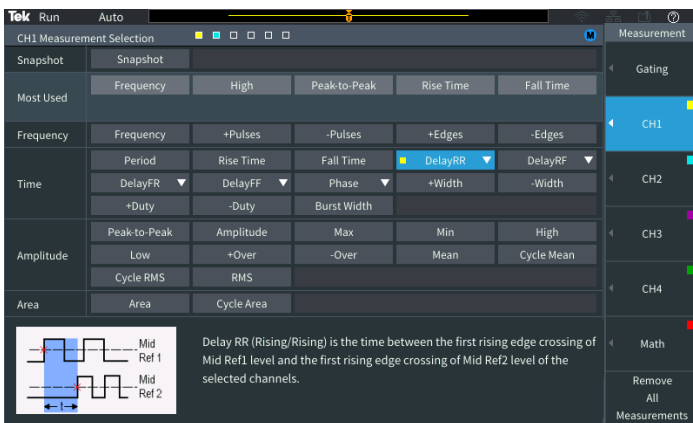 Tek Run Auto
CH1 Measurement Selection M Measurement
Snapshot Snapshot
Gating
Most Used Frequency High Peak-to-Peak Rise Time Fall Time
CH1
Frequency Frequency +Pulses -Pulses +Edges -Edges
Time Period Rise Time Fall Time DelayRR DelayRF
DelayFR DelayFF Phase +Width -Width
CH2
+Duty -Duty Burst Width
Amplitude Peak-to-Peak Amplitude Max Min High
CH3
Low +Over -Over Mean Cycle Mean
Cycle RMS RMS
CH4
Area Area Cycle Area
Mid
Ref 1
Mid
Ref 2
t
Delay RR (Rising/Rising) is the time between the first rising edge crossing of
Mid Ref1 level and the first rising edge crossing of Mid Ref2 level of the
selected channels.
Math
Remove
All
Measurements